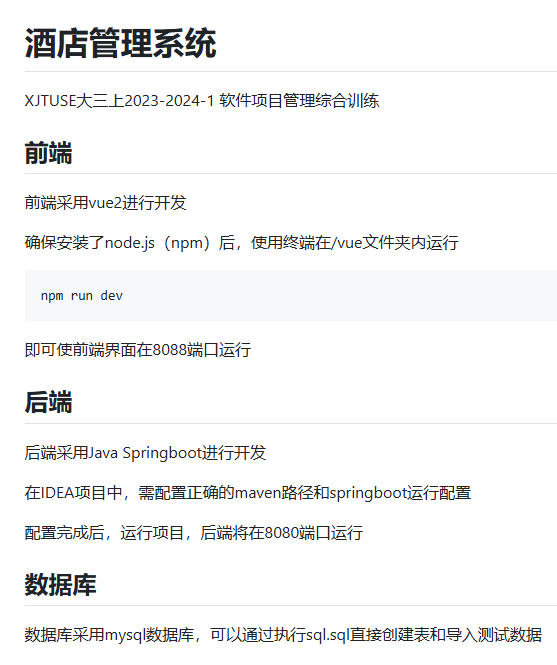 酒店管理系统
XJTUSE大三上2023-2024-1 软件项目管理综合训练
前端
前端采用vue2进行开发
确保安装了node.js（npm）后，使用终端在/vue文件夹内运行
npm run dev
即可使前端界面在8088端口运行
后端
后端采用Java Springboot进行开发
在IDEA项目中，需配置正确的maven路径和springboot运行配置
配置完成后，运行项目，后端将在8080端口运行
数据库
数据库采用mysql数据库，可以通过执行sql.sql直接创建表和导入测试数据